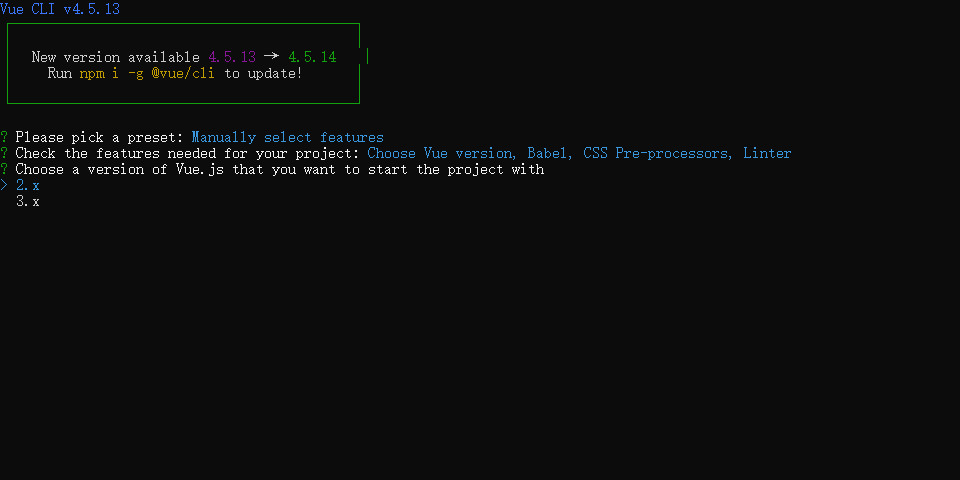 Vue CLI v4.5.13
New version available 4.5.13 → 4.5.14
Run npm i -g @vue/cli to update!
? Please pick a preset: Manually select features
? Check the features needed for your project: Choose Vue version, Babel, CSS Pre-processors, Linter
? Choose a version of Vue.js that you want to start the project with
> 2.x
3.x